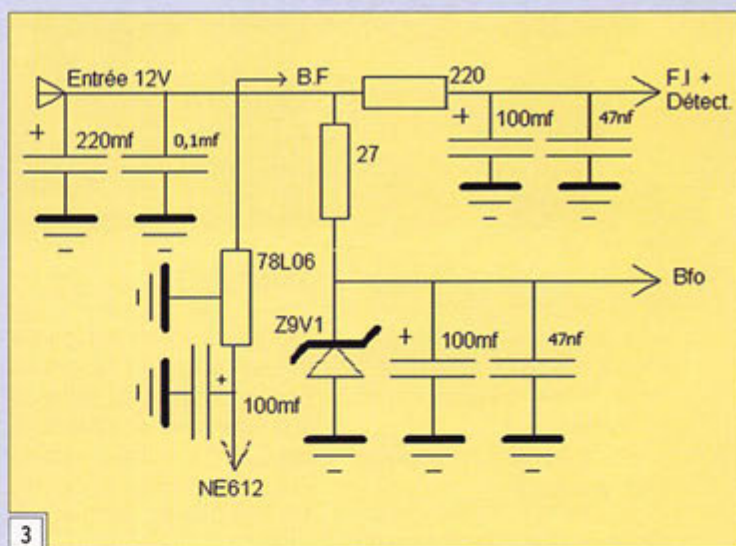 Entrée 12V
B.F
220
F.I +
Détect.
+
220mf
0,1mf
+
100mf
47nf
27
78L06
Bfo
Z9V1
+
100mf
47nf
+
100mf
NE612
3